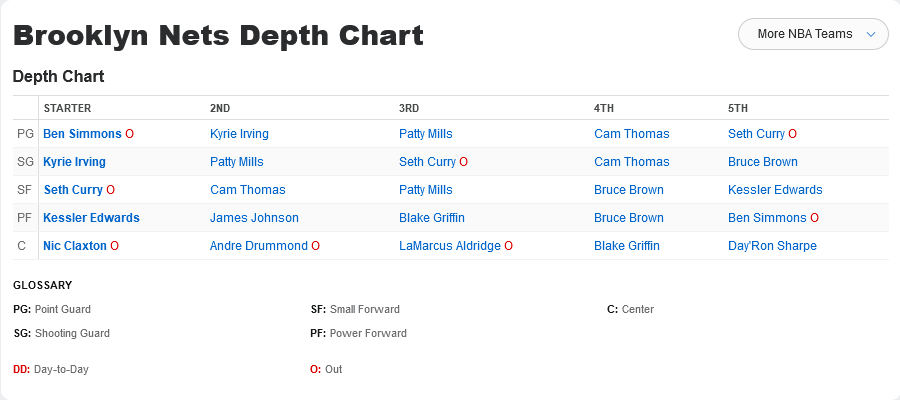 Brooklyn Nets Depth Chart
More NBA Teams
Depth Chart
STARTER 2ND 3RD 4TH 5TH
PG Ben Simmons O Kyrie Irving Patty Mills Cam Thomas Seth Curry O
SG Kyrie Irving Patty Mills Seth Curry O Cam Thomas Bruce Brown
SF Seth Curry O Cam Thomas Patty Mills Bruce Brown Kessler Edwards
PF Kessler Edwards James Johnson Blake Griffin Bruce Brown Ben Simmons O
C Nic Claxton O Andre Drummond O LaMarcus Aldridge O Blake Griffin Day'Ron Sharpe
GLOSSARY
PG: Point Guard SF: Small Forward C: Center
SG: Shooting Guard PF: Power Forward
DD: Day-to-Day O: Out